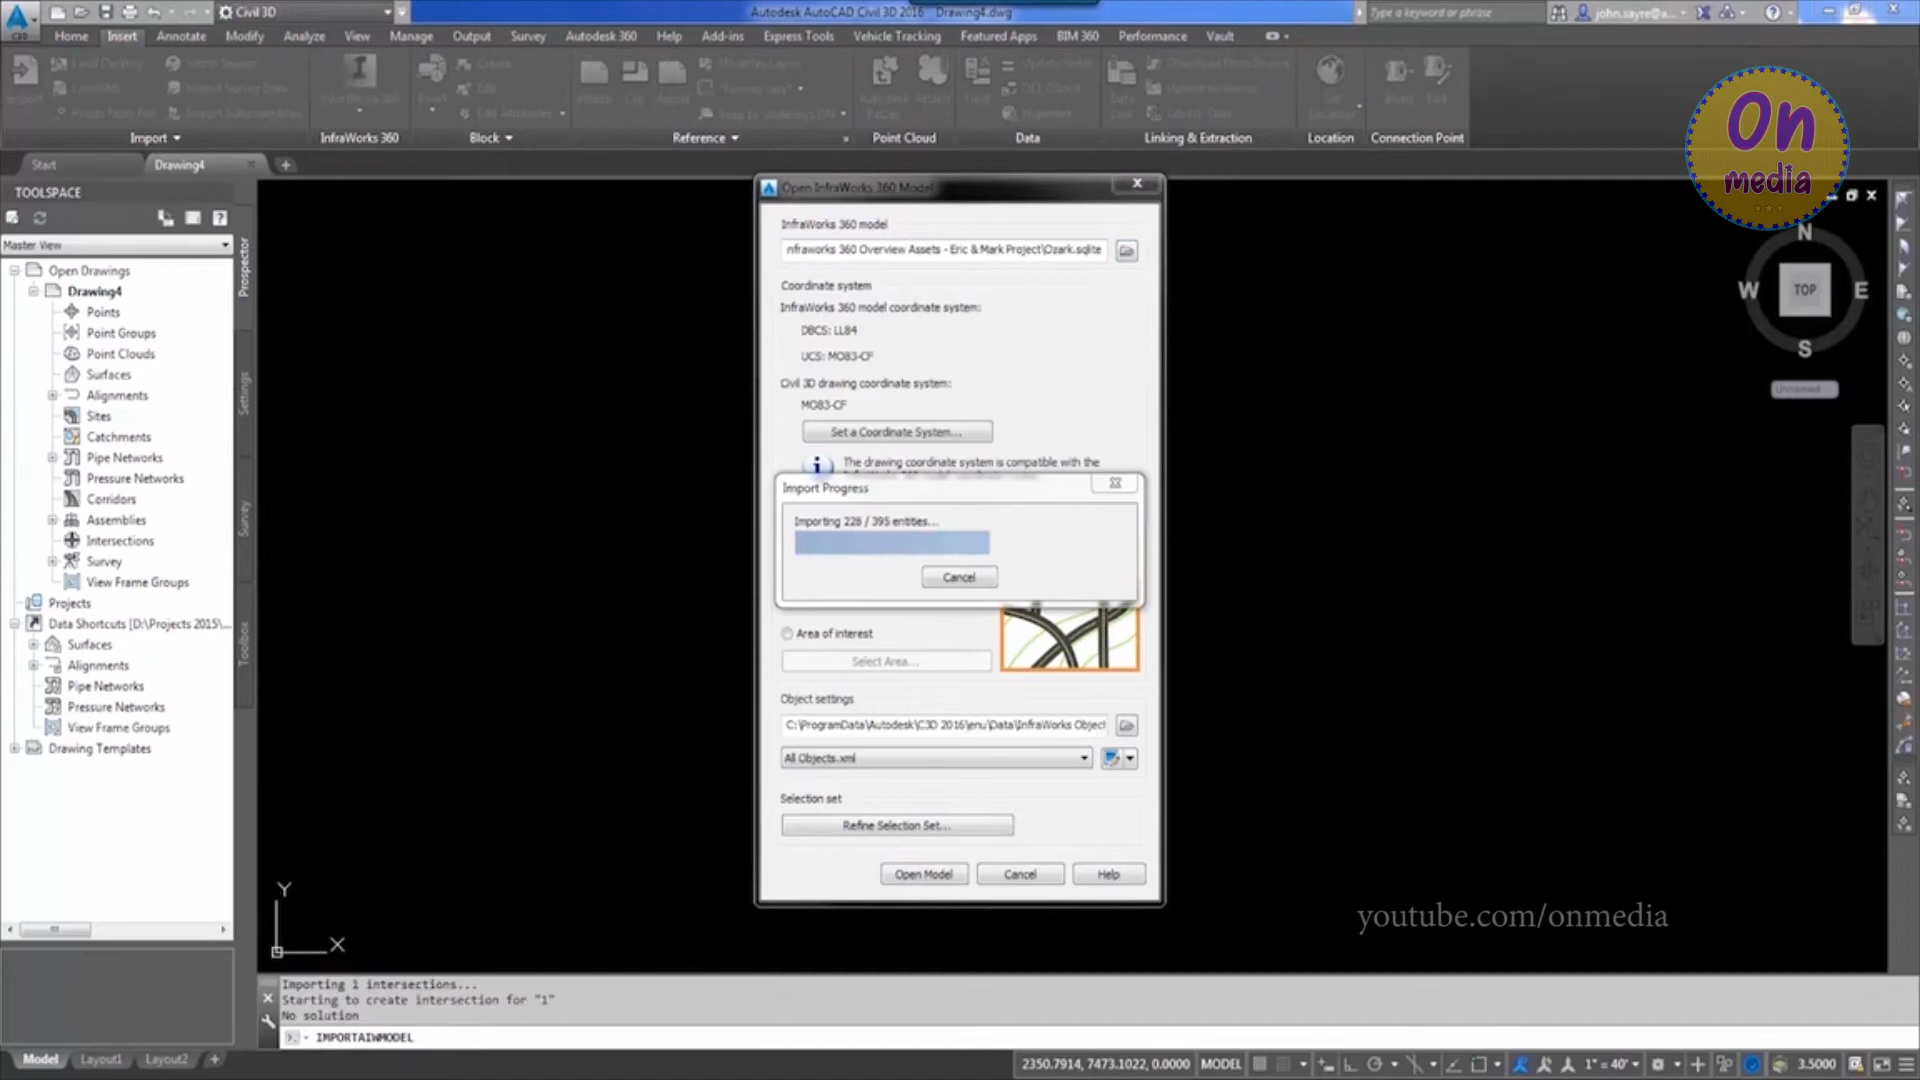 Civil 3D
Autodesk AutoCAD Civil 3D 2016 Drawing4.dwg
Type a keyword or phrase
john.sayre@a...
Home Insert Annotate Modify Analyze View Manage Output Survey Autodesk 360 Help Add-ins Express Tools Vehicle Tracking Featured Apps BIM 360 Performance Vault
Import InfraWorks 360 Block Reference Point Cloud Data Linking & Extraction Location Connection Point
Start Drawing4
On
media
TOOLSPACE
Master View
Open Drawings
Drawing4
Points
Point Groups
Point Clouds
Surfaces
Alignments
Sites
Catchments
Pipe Networks
Pressure Networks
Corridors
Assemblies
Intersections
Survey
View Frame Groups
Projects
Data Shortcuts [D:\Projects 2015\...
Surfaces
Alignments
Pipe Networks
Pressure Networks
View Frame Groups
Drawing Templates
Prospector
Settings
Survey
Toolbox
Open InfraWorks 360 Model
InfraWorks 360 model
nfraworks 360 Overview Assets - Eric & Mark Project\Ozark.sqlite
Coordinate system
InfraWorks 360 model coordinate system:
DBCS: LL84
UCS: MO83-CF
Civil 3D drawing coordinate system:
MO83-CF
Set a Coordinate System...
The drawing coordinate system is compatible with the
Import Progress
Importing 228 / 395 entities...
Cancel
Area of interest
Select Area...
Object settings
C:\ProgramData\Autodesk\C3D 2016\enu\Data\InfraWorks Object
All Objects.xml
Selection set
Refine Selection Set...
Open Model Cancel Help
N
W TOP E
S
Unnamed
Y
X
youtube.com/onmedia
Importing 1 intersections...
Starting to create intersection for "1"
No solution
IMPORTAIWMODEL
Model Layout1 Layout2
2350.7914, 7473.1022, 0.0000 MODEL 1" = 40' 3.5000